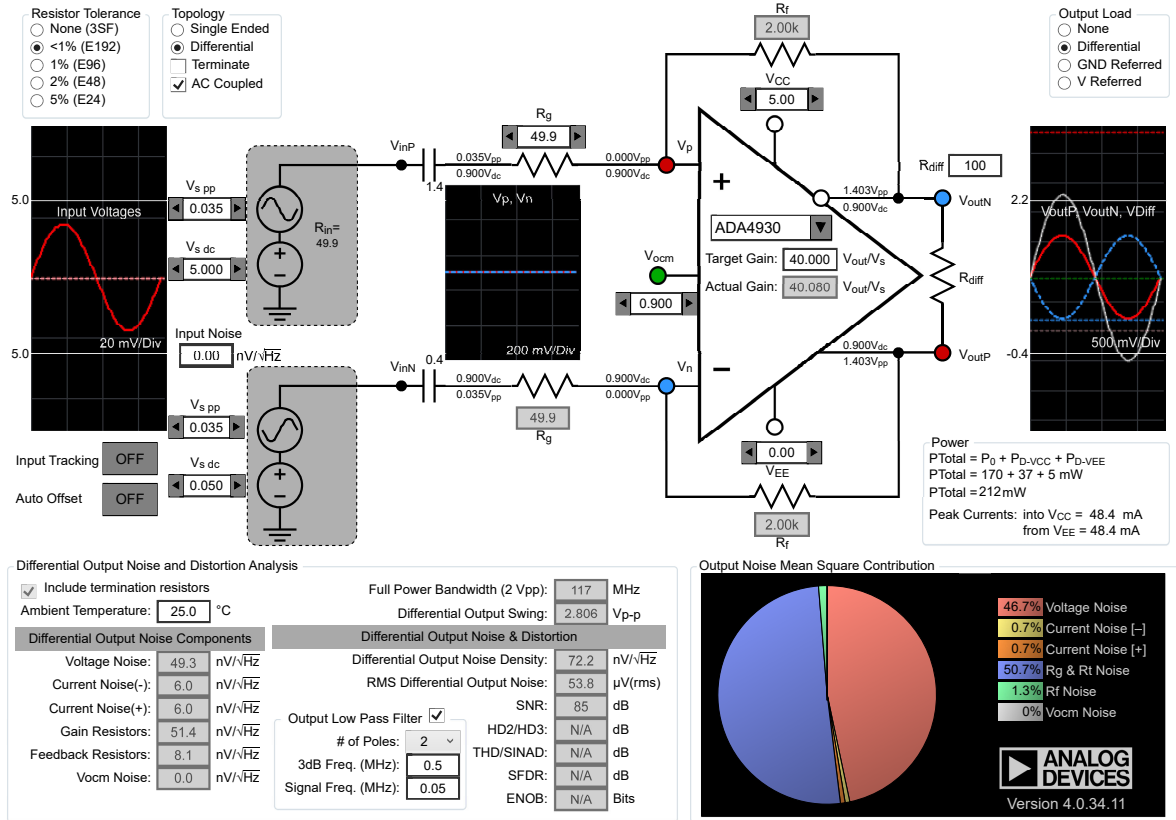 Resistor Tolerance
None (3SF)
<1% (E192)
1% (E96)
2% (E48)
5% (E24)
Topology
Single Ended
Differential
Terminate
AC Coupled
Output Load
None
Differential
GND Referred
V Referred
Rf
2.00k
VCC
5.00
Rg
49.9
VinP
0.035Vpp
0.900Vdc
0.000Vpp
0.900Vdc
Vp
5.0
Input Voltages
5.0
20 mV/Div
Vs pp
0.035
Vs dc
5.000
Rin=
49.9
1.4
Vp, Vn
200 mV/Div
0.4
Vocm
0.900
+
ADA4930
Target Gain: 40.000 Vout/Vs
Actual Gain: 40.080 Vout/Vs
−
1.403Vpp
0.900Vdc
VoutN
Rdiff 100
Rdiff
0.900Vdc
1.403Vpp
VoutP
2.2
VoutP, VoutN, VDiff
-0.4
500 mV/Div
Input Noise
0.00 nV/√Hz
VinN
0.900Vdc
0.035Vpp
0.900Vdc
0.000Vpp
Vn
49.9
Rg
Vs pp
0.035
Vs dc
0.050
Input Tracking OFF
Auto Offset OFF
0.00
VEE
2.00k
Rf
Power
PTotal = P0 + PD-VCC + PD-VEE
PTotal = 170 + 37 + 5 mW
PTotal = 212 mW
Peak Currents: into VCC = 48.4 mA
from VEE = 48.4 mA
Differential Output Noise and Distortion Analysis
Include termination resistors
Ambient Temperature: 25.0 °C
Differential Output Noise Components
Voltage Noise: 49.3 nV/√Hz
Current Noise(-): 6.0 nV/√Hz
Current Noise(+): 6.0 nV/√Hz
Gain Resistors: 51.4 nV/√Hz
Feedback Resistors: 8.1 nV/√Hz
Vocm Noise: 0.0 nV/√Hz
Full Power Bandwidth (2 Vpp): 117 MHz
Differential Output Swing: 2.806 Vp-p
Differential Output Noise & Distortion
Differential Output Noise Density: 72.2 nV/√Hz
RMS Differential Output Noise: 53.8 μV(rms)
SNR: 85 dB
HD2/HD3: N/A dB
THD/SINAD: N/A dB
SFDR: N/A dB
ENOB: N/A Bits
Output Low Pass Filter
# of Poles: 2
3dB Freq. (MHz): 0.5
Signal Freq. (MHz): 0.05
Output Noise Mean Square Contribution
46.7% Voltage Noise
0.7% Current Noise [–]
0.7% Current Noise [+]
50.7% Rg & Rt Noise
1.3% Rf Noise
0% Vocm Noise
ANALOG
DEVICES
Version 4.0.34.11